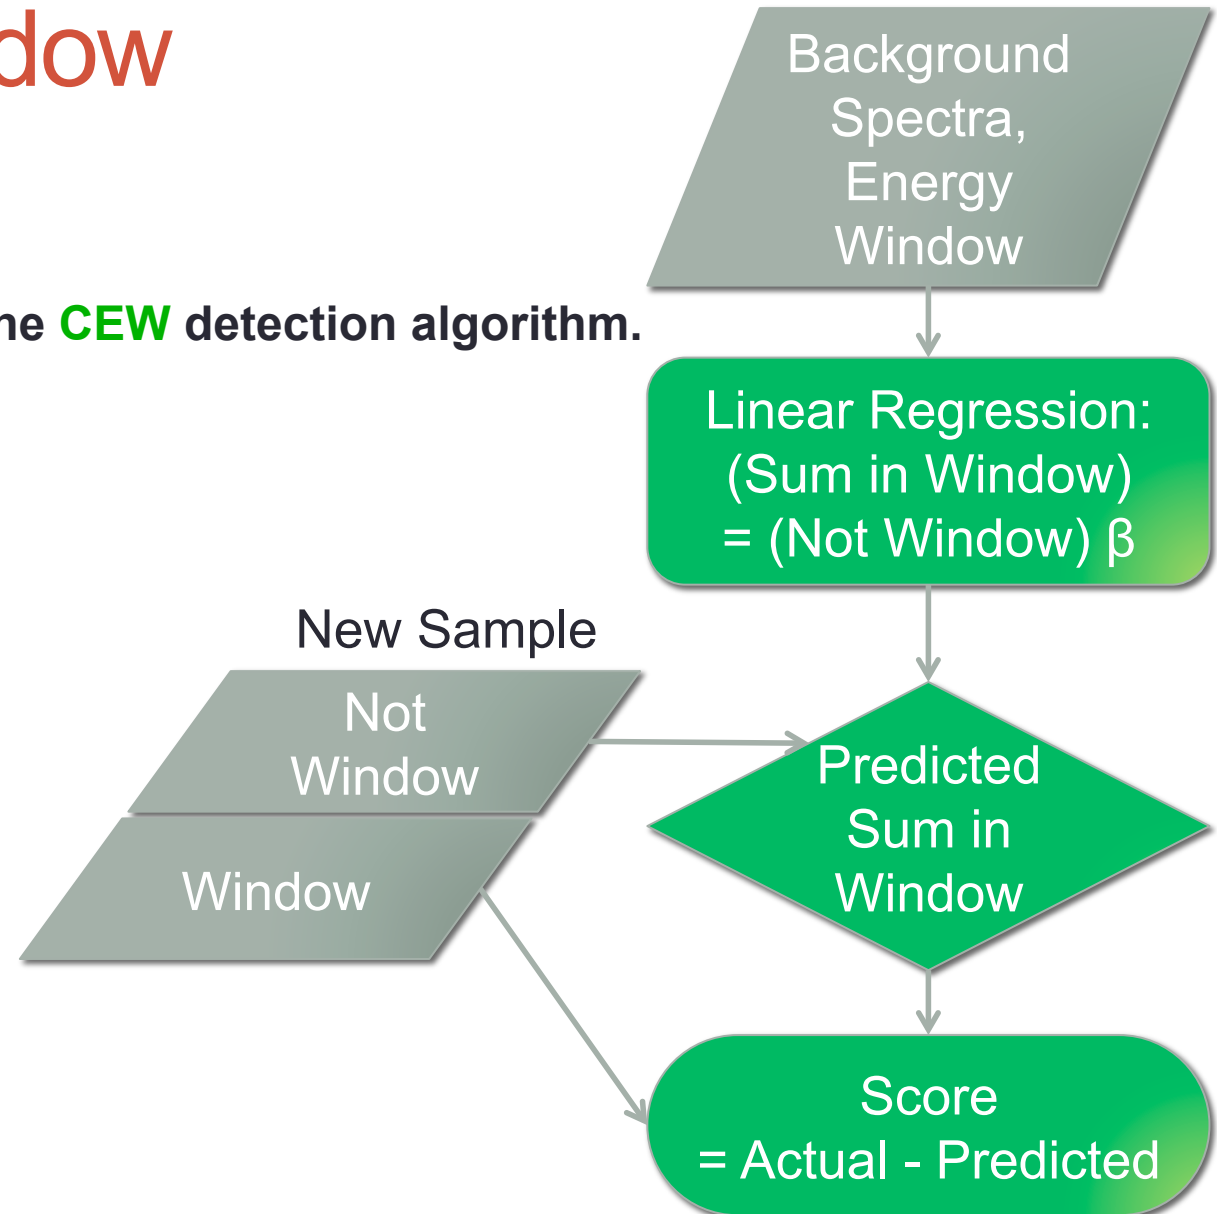 dow
Background
Spectra,
Energy
Window
ne CEW detection algorithm.
Linear Regression:
(Sum in Window)
= (Not Window) β
New Sample
Not
Window
Predicted
Sum in
Window
Window
Score
= Actual - Predicted